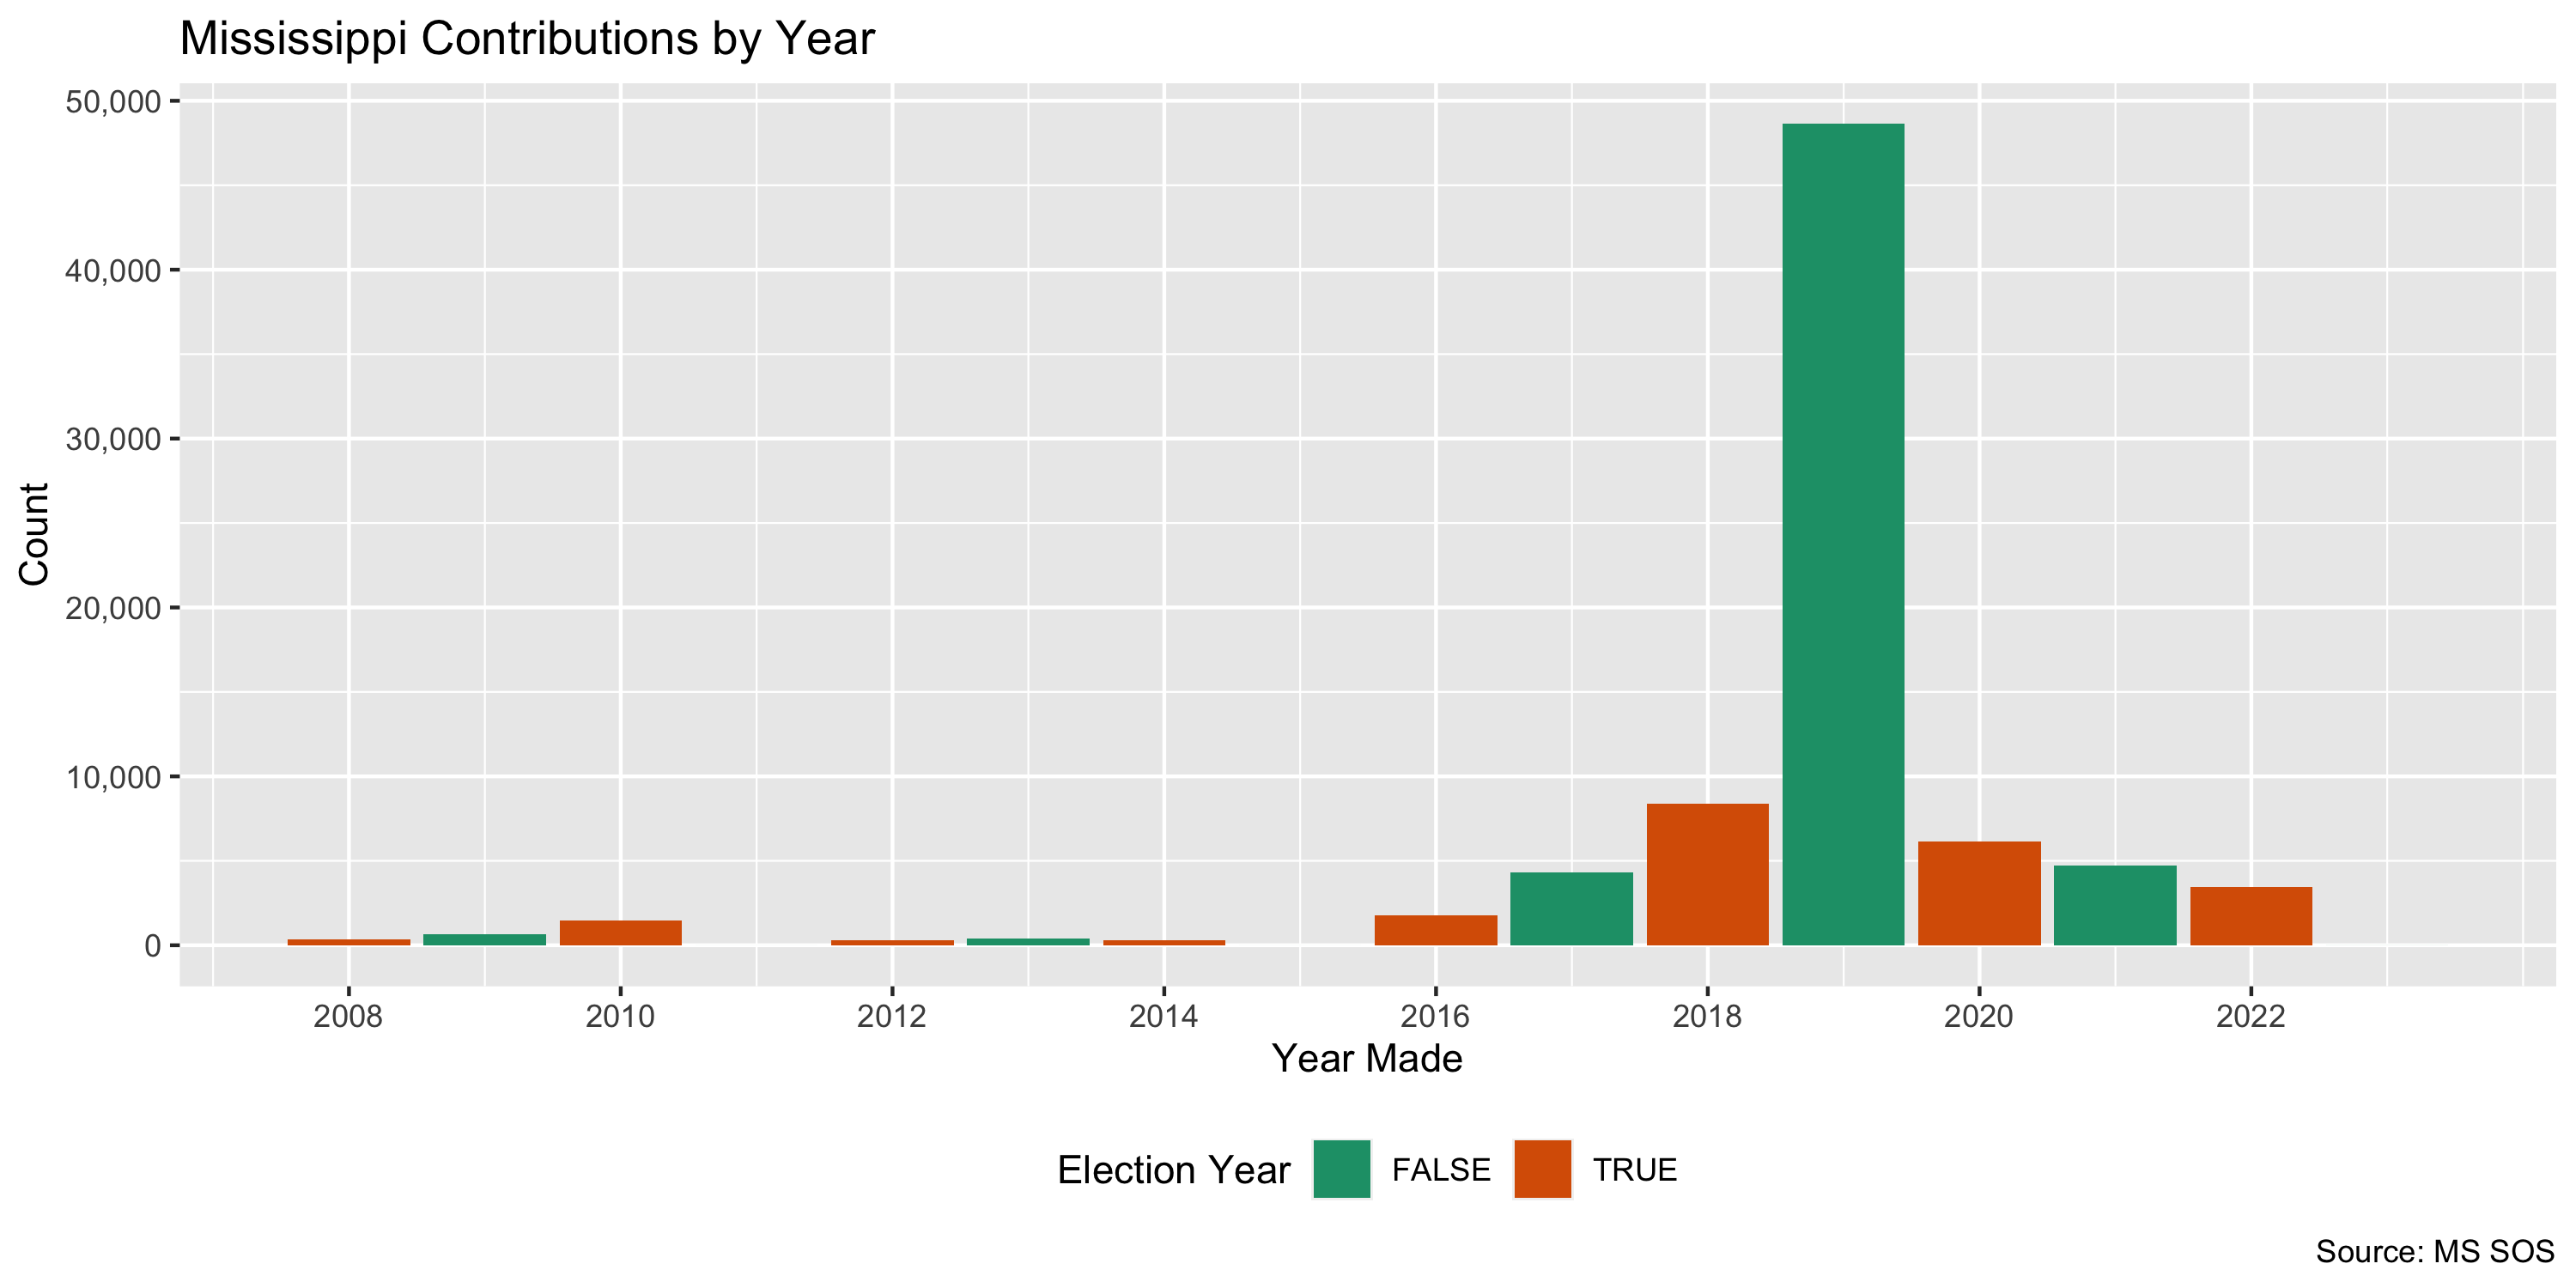 Mississippi Contributions by Year
50,000
40,000
30,000
20,000
10,000
0
Count
2008 2010 2012 2014 2016 2018 2020 2022
Year Made
Election Year FALSE TRUE
Source: MS SOS